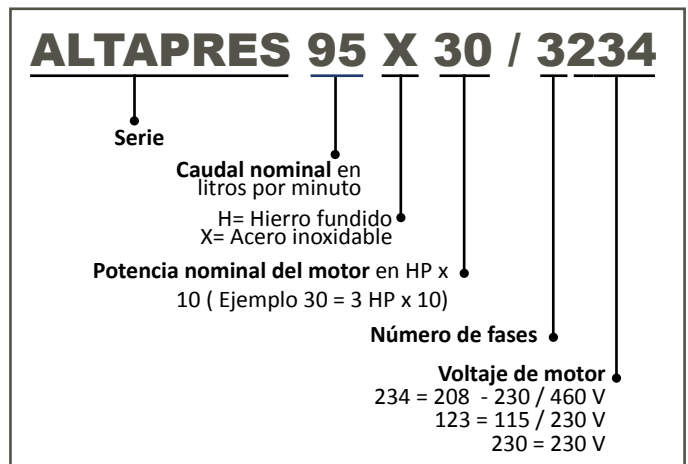 ALTAPRES 95 X 30 / 3234
Serie
Caudal nominal en
litros por minuto
H= Hierro fundido
X= Acero inoxidable
Potencia nominal del motor en HP x
10 ( Ejemplo 30 = 3 HP x 10)
Número de fases
Voltaje de motor
234 = 208 - 230 / 460 V
123 = 115 / 230 V
230 = 230 V